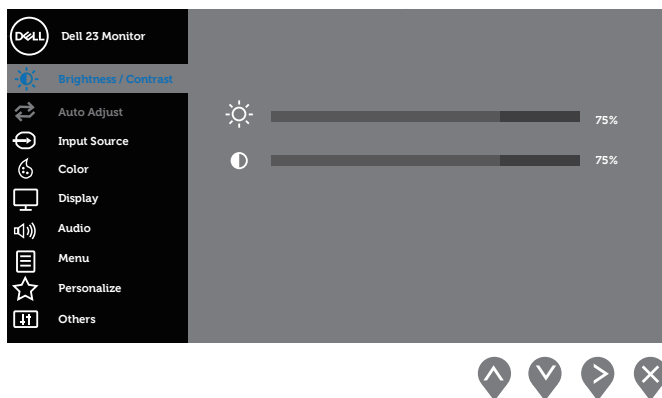 DELL Dell 23 Monitor
Brightness / Contrast
Auto Adjust
75%
Input Source
Color
75%
Display
Audio
Menu
Personalize
Others